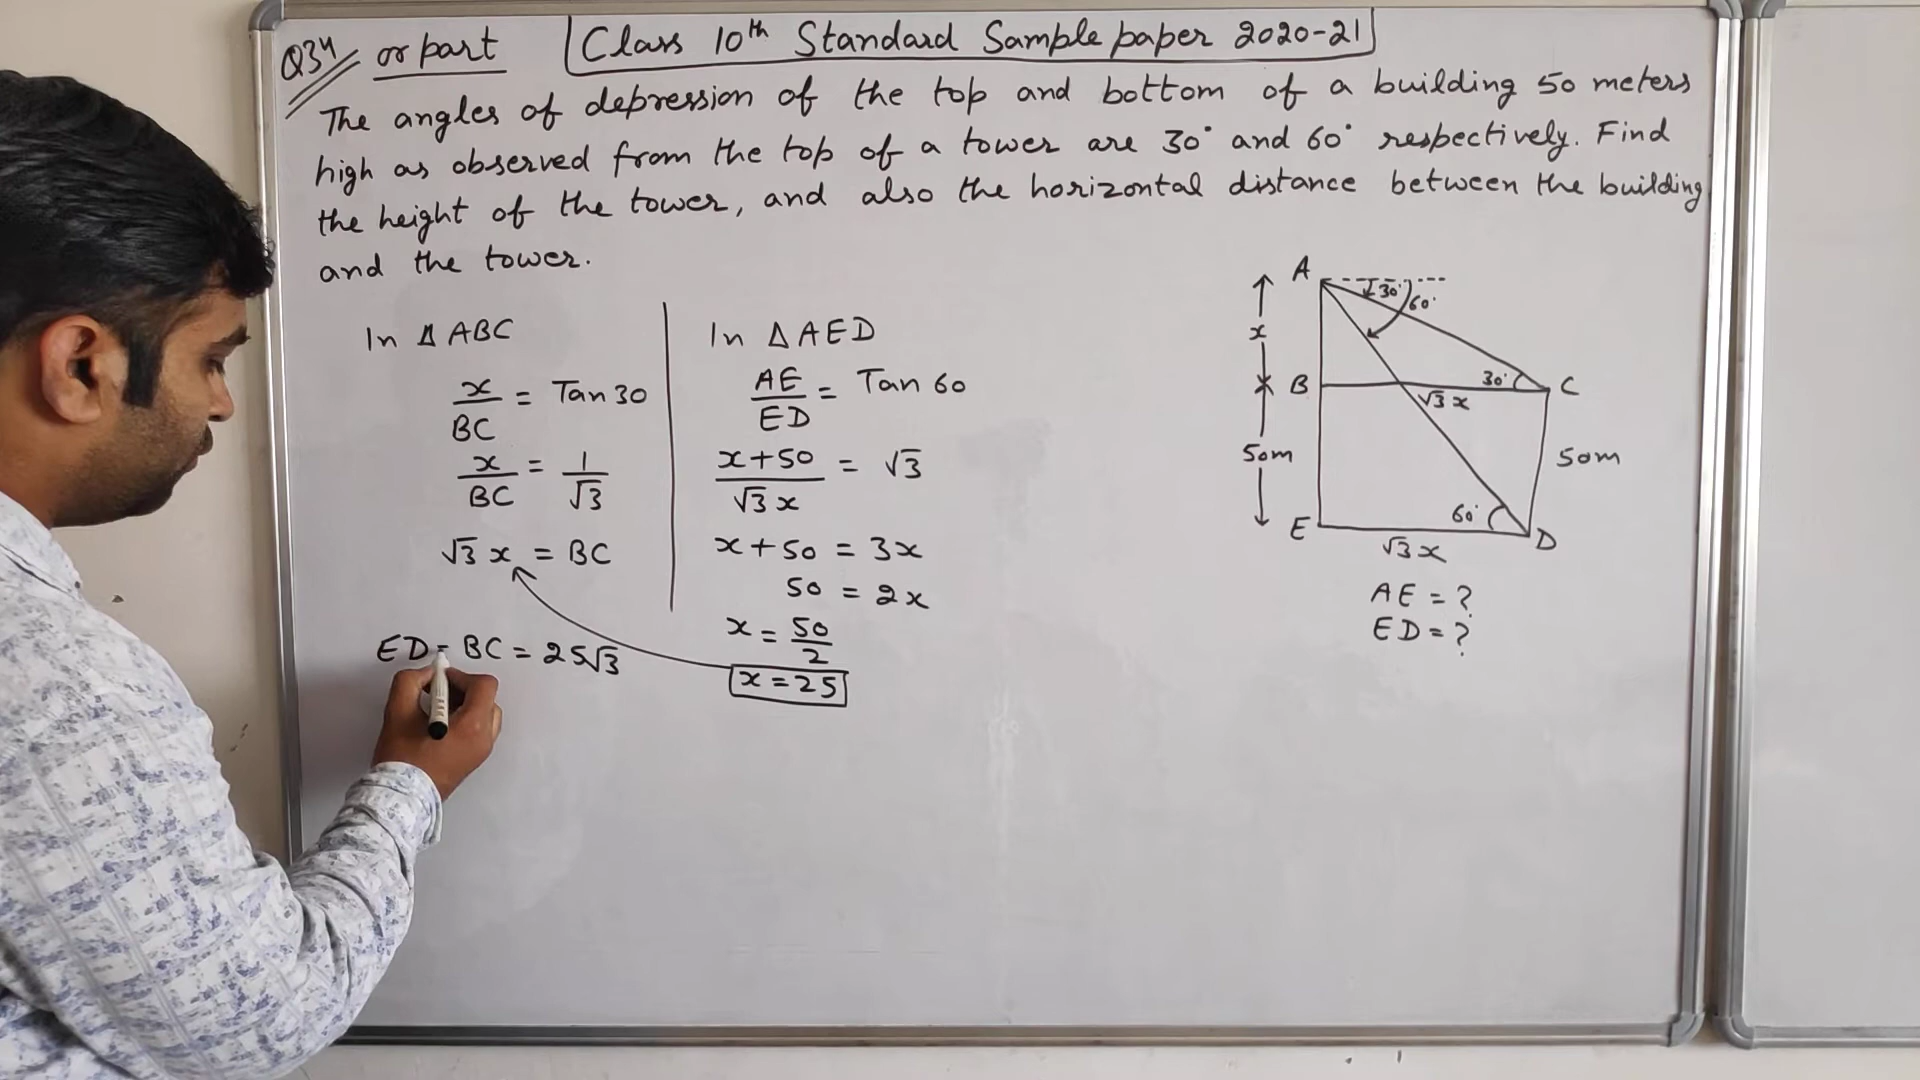 Q34 or part Class 10th Standard Sample paper 2020-21
The angles of depression of the top and bottom of a building 50 meters
high as observed from the top of a tower are 30° and 60° respectively. Find
the height of the tower, and also the horizontal distance between the building
and the tower.
In Δ ABC
x/BC = Tan 30
x/BC = 1/√3
√3 x = BC
ED = BC = 25√3
In Δ AED
AE/ED = Tan 60
x+50/√3 x = √3
x+50 = 3x
50 = 2x
x = 50/2
x = 25
A
30°
60°
x
B
30°
C
√3 x
50m
50m
60°
E
D
√3 x
AE = ?
ED = ?